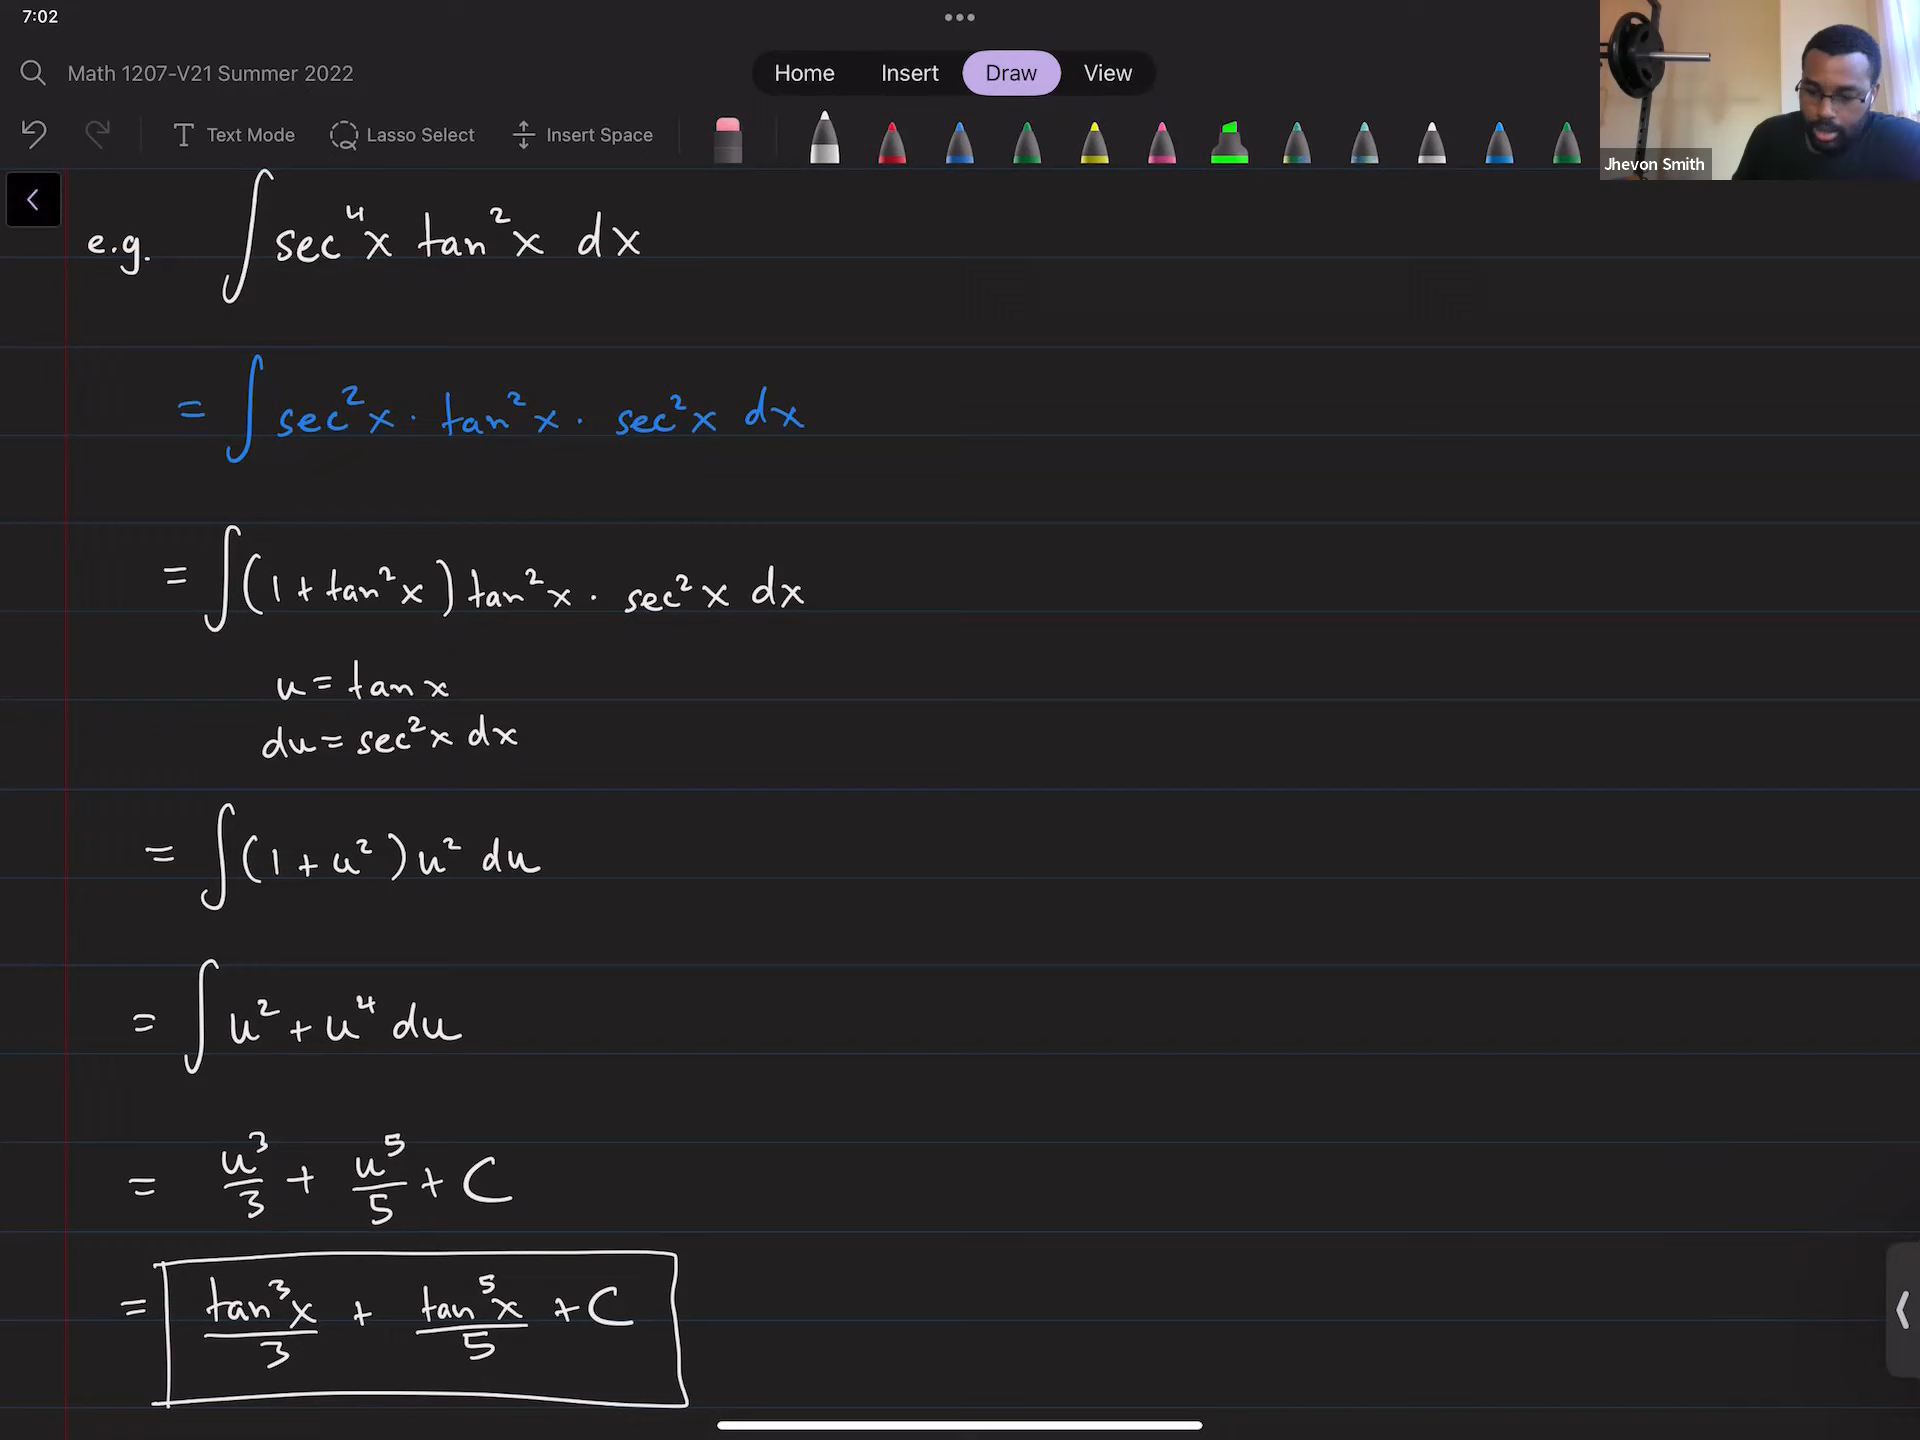 7:02
Math 1207-V21 Summer 2022
Home Insert Draw View
Text Mode Lasso Select Insert Space
Jhevon Smith
e.g. ∫ sec⁴x tan²x dx
= ∫ sec²x · tan²x · sec²x dx
= ∫ (1 + tan²x) tan²x · sec²x dx
u = tan x
du = sec²x dx
= ∫ (1 + u²) u² du
= ∫ u² + u⁴ du
= u³/3 + u⁵/5 + C
= tan³x/3 + tan⁵x/5 + C